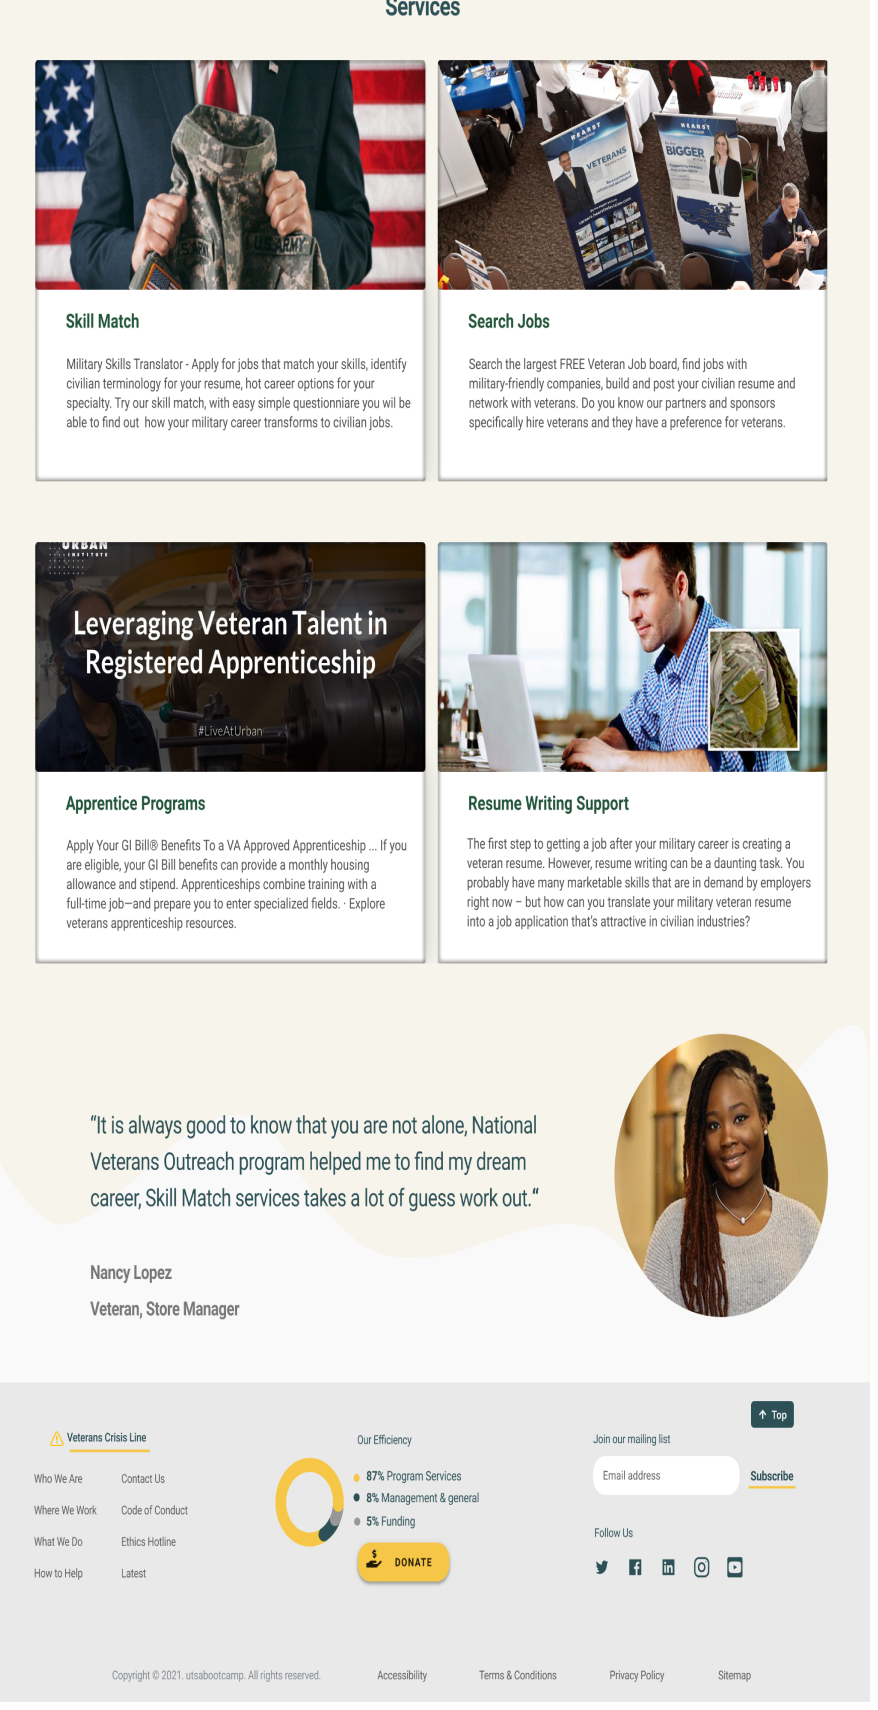 Services
U.S. ARMY
HEARST
VETERANS
HEARST
BIGGER
Skill Match
Military Skills Translator - Apply for jobs that match your skills, identify
civilian terminology for your resume, hot career options for your
specialty. Try our skill match, with easy simple questionniare you wil be
able to find out  how your military career transforms to civilian jobs.
Search Jobs
Search the largest FREE Veteran Job board, find jobs with
military-friendly companies, build and post your civilian resume and
network with veterans. Do you know our partners and sponsors
specifically hire veterans and they have a preference for veterans.
URBAN
INSTITUTE
Leveraging Veteran Talent in
Registered Apprenticeship
#LiveAtUrban
Apprentice Programs
Apply Your GI Bill® Benefits To a VA Approved Apprenticeship ... If you
are eligible, your GI Bill benefits can provide a monthly housing
allowance and stipend. Apprenticeships combine training with a
full-time job—and prepare you to enter specialized fields. · Explore
veterans apprenticeship resources.
Resume Writing Support
The first step to getting a job after your military career is creating a
veteran resume. However, resume writing can be a daunting task. You
probably have many marketable skills that are in demand by employers
right now – but how can you translate your military veteran resume
into a job application that's attractive in civilian industries?
“It is always good to know that you are not alone, National
Veterans Outreach program helped me to find my dream
career, Skill Match services takes a lot of guess work out.“
Nancy Lopez
Veteran, Store Manager
Top
Veterans Crisis Line
Who We Are
Contact Us
Where We Work
Code of Conduct
What We Do
Ethics Hotline
How to Help
Latest
Our Efficiency
87% Program Services
8% Management & general
5% Funding
DONATE
Join our mailing list
Email address
Subscribe
Follow Us
Copyright © 2021. utsabootcamp. All rights reserved.
Accessibility
Terms & Conditions
Privacy Policy
Sitemap